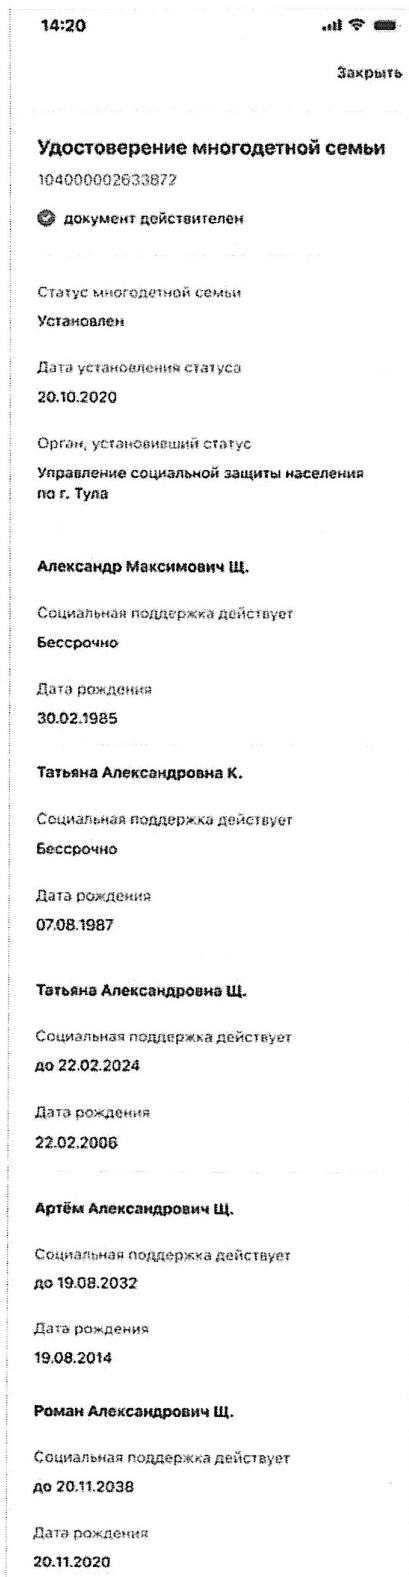 14:20
Закрыть
Удостоверение многодетной семьи
104000002633872
документ действителен
Статус многодетной семьи
Установлен
Дата установления статуса
20.10.2020
Орган, установивший статус
Управление социальной защиты населения
по г. Тула
Александр Максимович Щ.
Социальная поддержка действует
Бессрочно
Дата рождения
30.02.1985
Татьяна Александровна К.
Социальная поддержка действует
Бессрочно
Дата рождения
07.08.1987
Татьяна Александровна Щ.
Социальная поддержка действует
до 22.02.2024
Дата рождения
22.02.2006
Артём Александрович Щ.
Социальная поддержка действует
до 19.08.2032
Дата рождения
19.08.2014
Роман Александрович Щ.
Социальная поддержка действует
до 20.11.2038
Дата рождения
20.11.2020